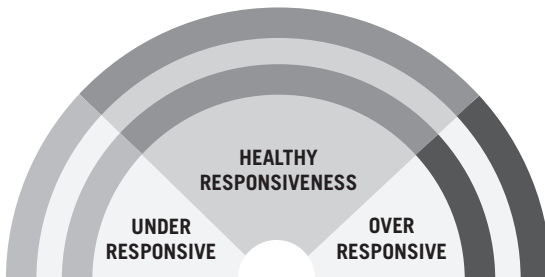 HEALTHY
RESPONSIVENESS
UNDER
RESPONSIVE
OVER
RESPONSIVE